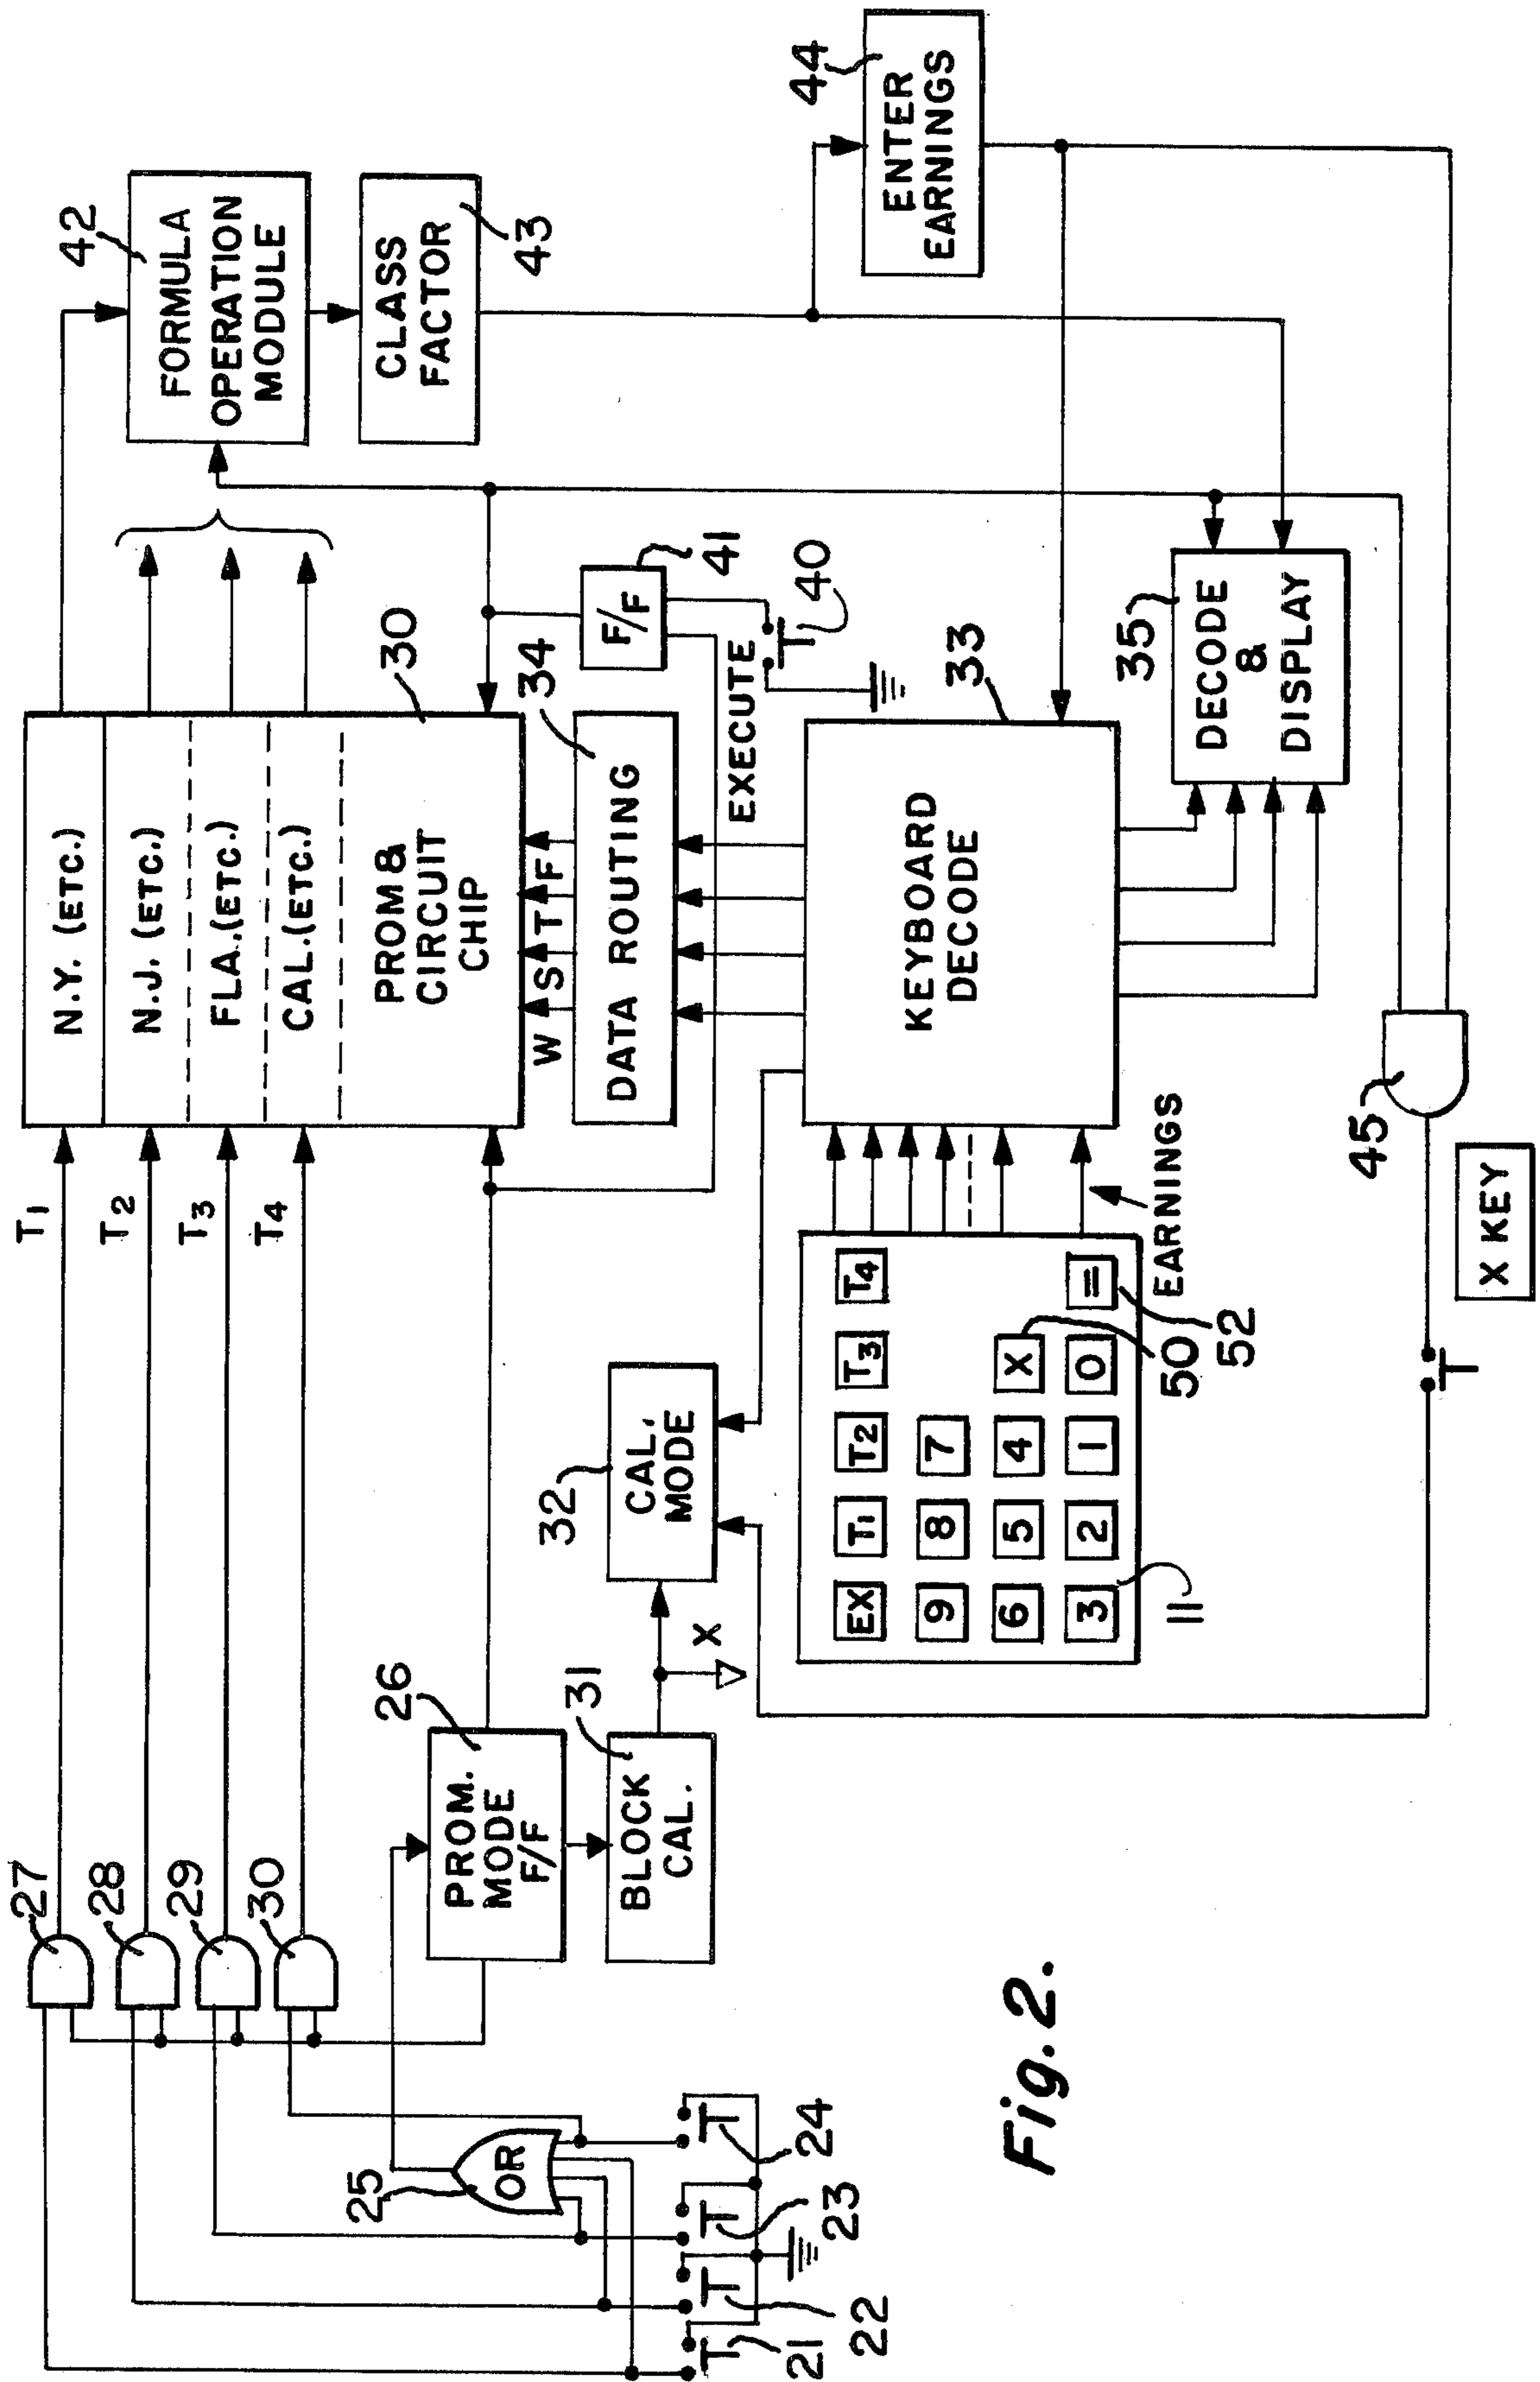 27
28
29
30
25
OR
21
22
23
24
PROM.
MODE
F/F
26
BLOCK
CAL.
31
X
CAL.
MODE
32
T1
T2
T3
T4
N.Y. (ETC.)
N.J. (ETC.)
FLA. (ETC.)
CAL. (ETC.)
PROM &
CIRCUIT
CHIP
30
W S T F
DATA ROUTING
34
F/F
41
EXECUTE
40
FORMULA
OPERATION
MODULE
42
CLASS
FACTOR
43
ENTER
EARNINGS
44
KEYBOARD
DECODE
33
DECODE
&
DISPLAY
35
EX T1 T2 T3 T4
9 8 7
6 5 4 X
3 2 1 0 =
11
50
52
EARNINGS
45
X KEY
Fig. 2.